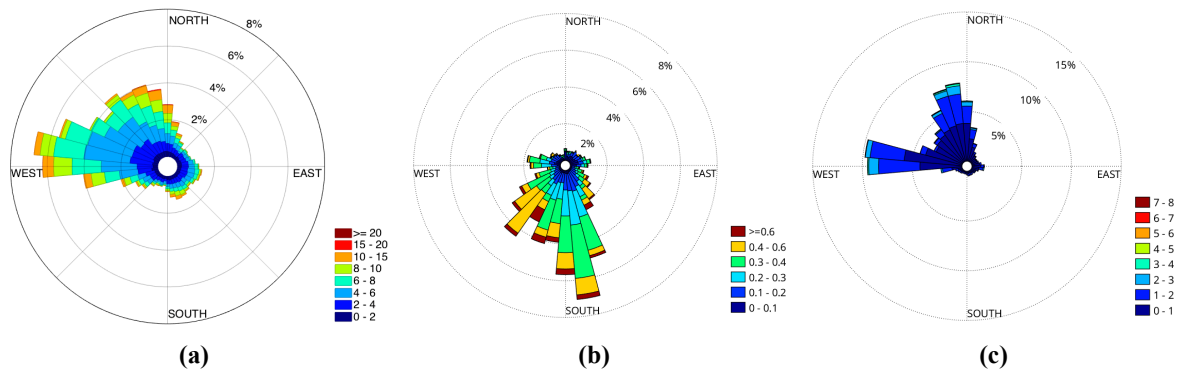 NORTH
8%
6%
4%
2%
WEST
EAST
SOUTH
>= 20
15 - 20
10 - 15
8 - 10
6 - 8
4 - 6
2 - 4
0 - 2
(a)
NORTH
8%
6%
4%
2%
WEST
EAST
SOUTH
>=0.6
0.4 - 0.6
0.3 - 0.4
0.2 - 0.3
0.1 - 0.2
0 - 0.1
(b)
NORTH
15%
10%
5%
WEST
EAST
SOUTH
7 - 8
6 - 7
5 - 6
4 - 5
3 - 4
2 - 3
1 - 2
0 - 1
(c)